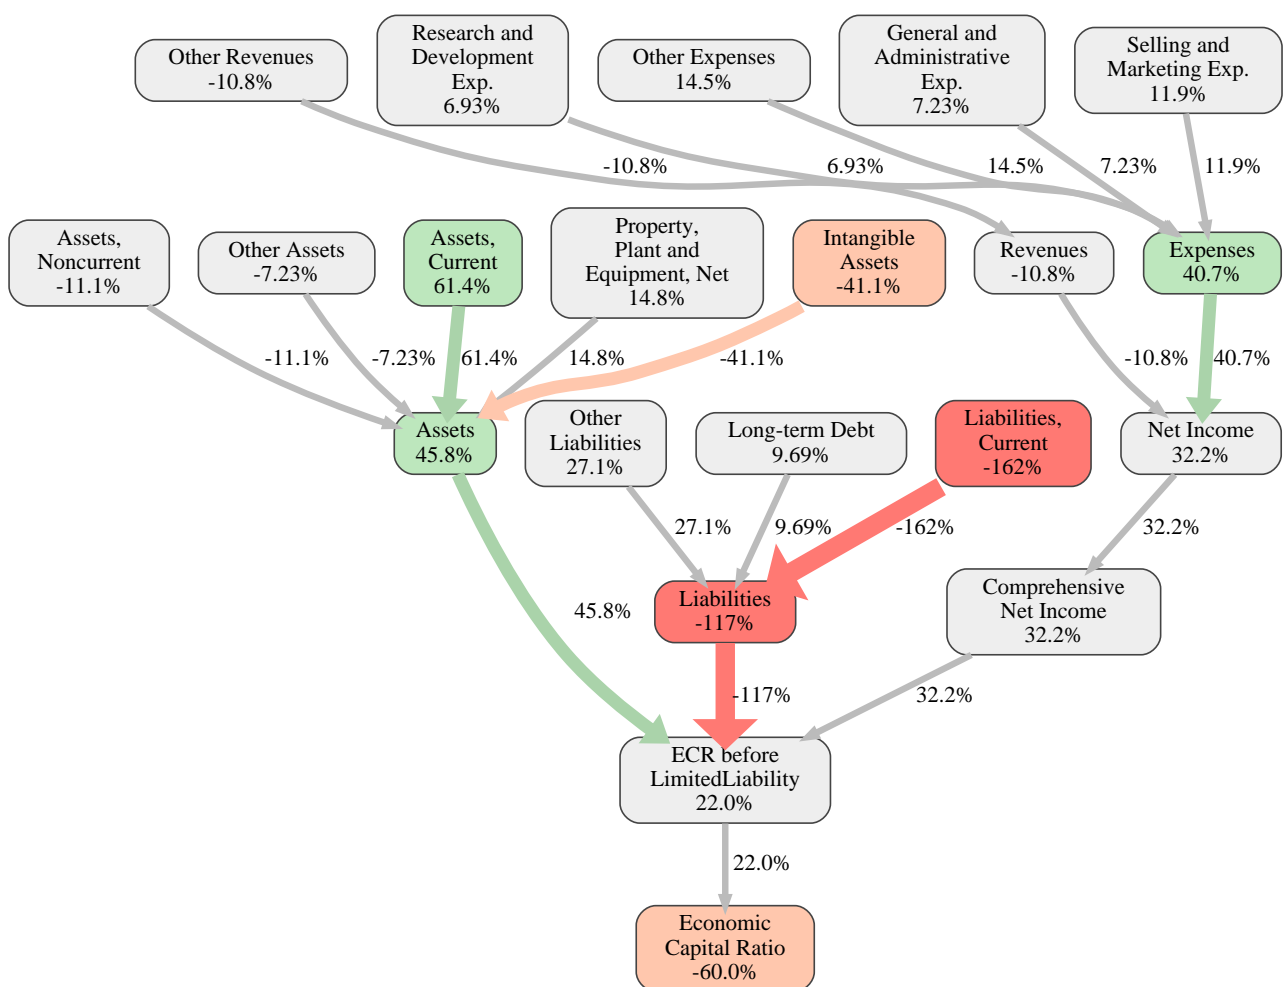 Other Revenues
-10.8%
Research and
Development
Exp.
6.93%
Other Expenses
14.5%
General and
Administrative
Exp.
7.23%
Selling and
Marketing Exp.
11.9%
-10.8%
6.93%
14.5%
7.23%
11.9%
Assets,
Noncurrent
-11.1%
Other Assets
-7.23%
Assets,
Current
61.4%
Property,
Plant and
Equipment, Net
14.8%
Intangible
Assets
-41.1%
Revenues
-10.8%
Expenses
40.7%
-11.1%
-7.23%
61.4%
14.8%
-41.1%
-10.8%
40.7%
Assets
45.8%
Other
Liabilities
27.1%
Long-term Debt
9.69%
Liabilities,
Current
-162%
Net Income
32.2%
27.1%
9.69%
-162%
32.2%
45.8%
Liabilities
-117%
Comprehensive
Net Income
32.2%
-117%
32.2%
ECR before
LimitedLiability
22.0%
22.0%
Economic
Capital Ratio
-60.0%